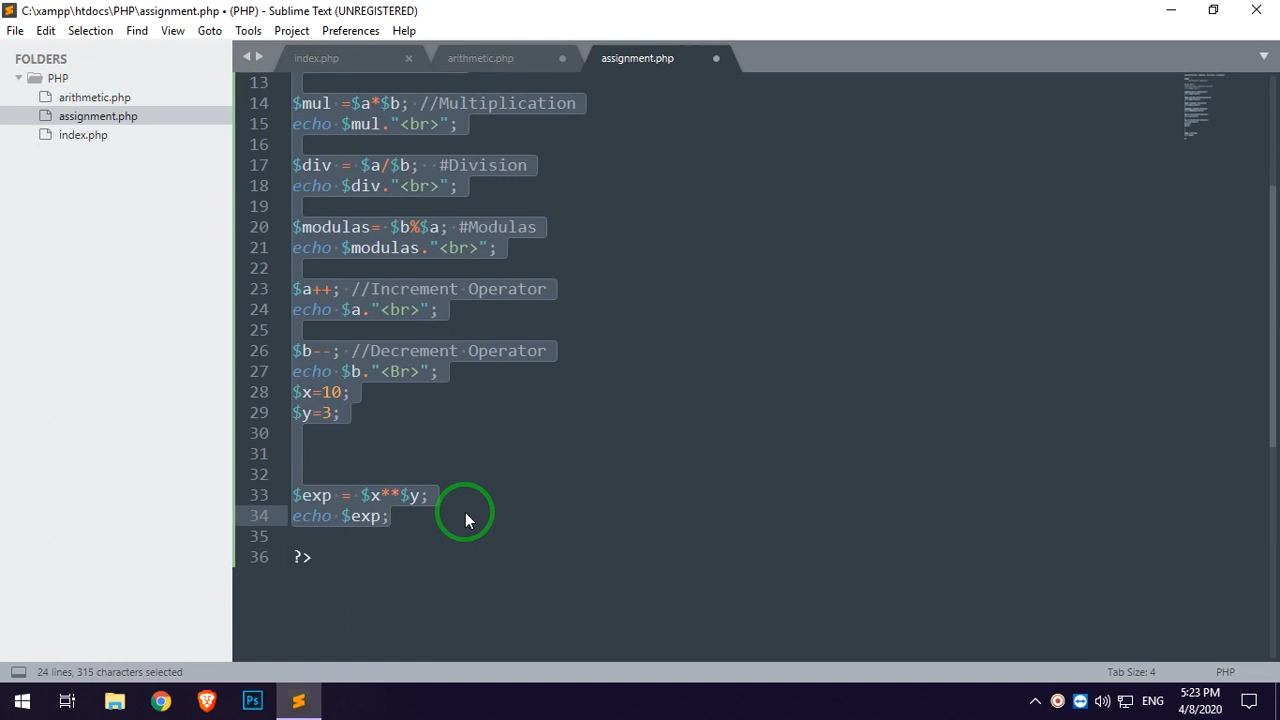 C:\xampp\htdocs\PHP\assignment.php • (PHP) - Sublime Text (UNREGISTERED)
File Edit Selection Find View Goto Tools Project Preferences Help
FOLDERS
PHP
arithmetic.php
assignment.php
index.php
index.php arithmetic.php assignment.php
13
14 $mul =$a*$b; //Multiplication
15 echo $mul."<br>";
16
17 $div = $a/$b; #Division
18 echo $div."<br>";
19
20 $modulas= $b%$a; #Modulas
21 echo $modulas."<br>";
22
23 $a++; //Increment Operator
24 echo $a."<br>";
25
26 $b--; //Decrement Operator
27 echo $b."<Br>";
28 $x=10;
29 $y=3;
30
31
32
33 $exp = $x**$y;
34 echo $exp;
35
36 ?>
24 lines, 315 characters selected Tab Size: 4 PHP
Ps
ENG
5:23 PM
4/8/2020